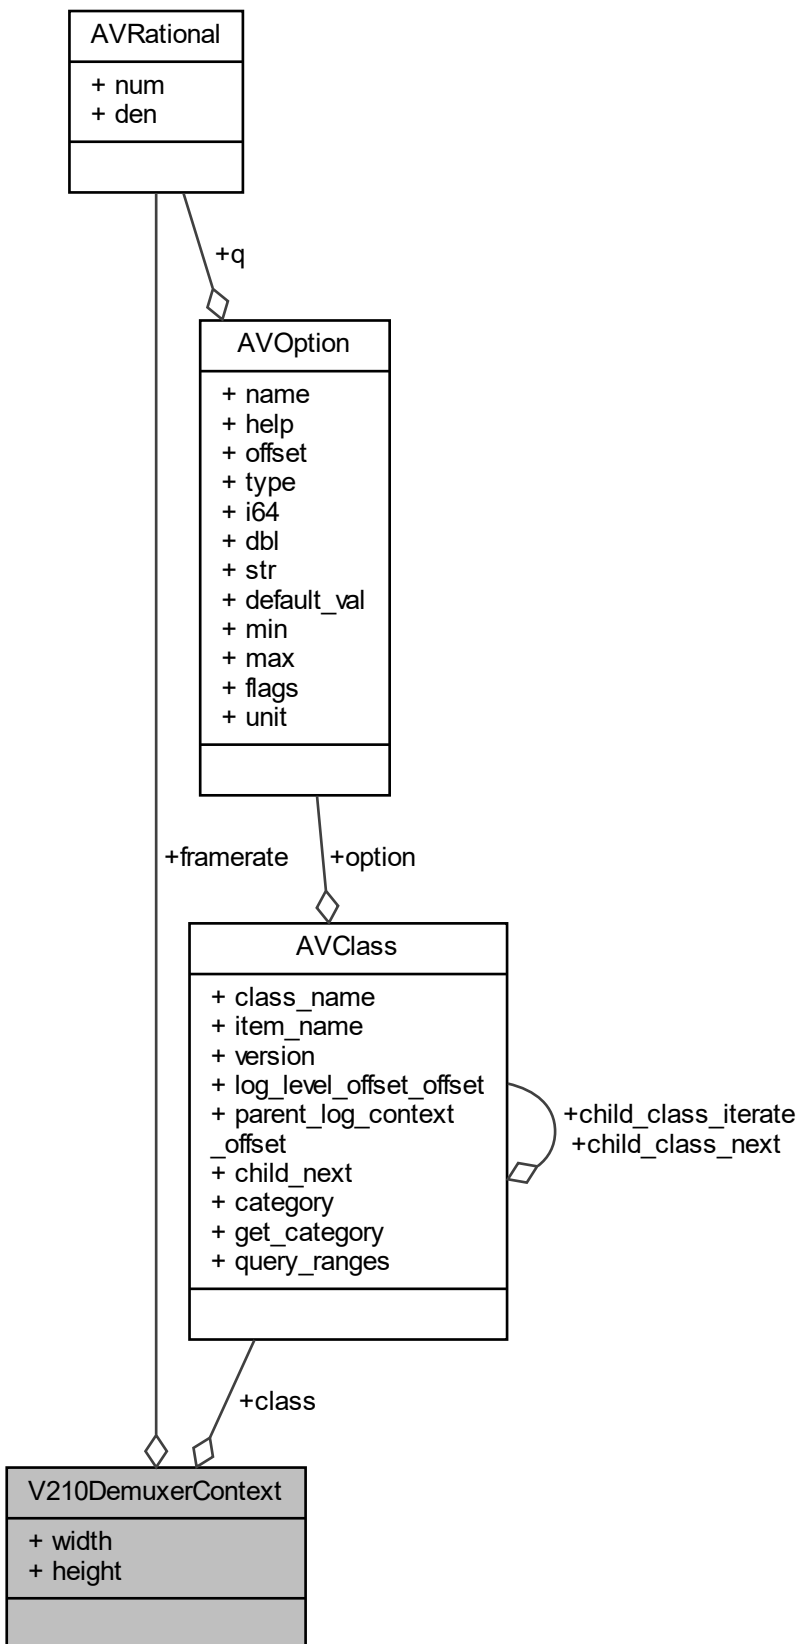 AVRational
+ num
+ den
+q
AVOption
+ name
+ help
+ offset
+ type
+ i64
+ dbl
+ str
+ default_val
+ min
+ max
+ flags
+ unit
+framerate
+option
AVClass
+ class_name
+ item_name
+ version
+ log_level_offset_offset
+ parent_log_context
_offset
+ child_next
+ category
+ get_category
+ query_ranges
+child_class_iterate
+child_class_next
+class
V210DemuxerContext
+ width
+ height